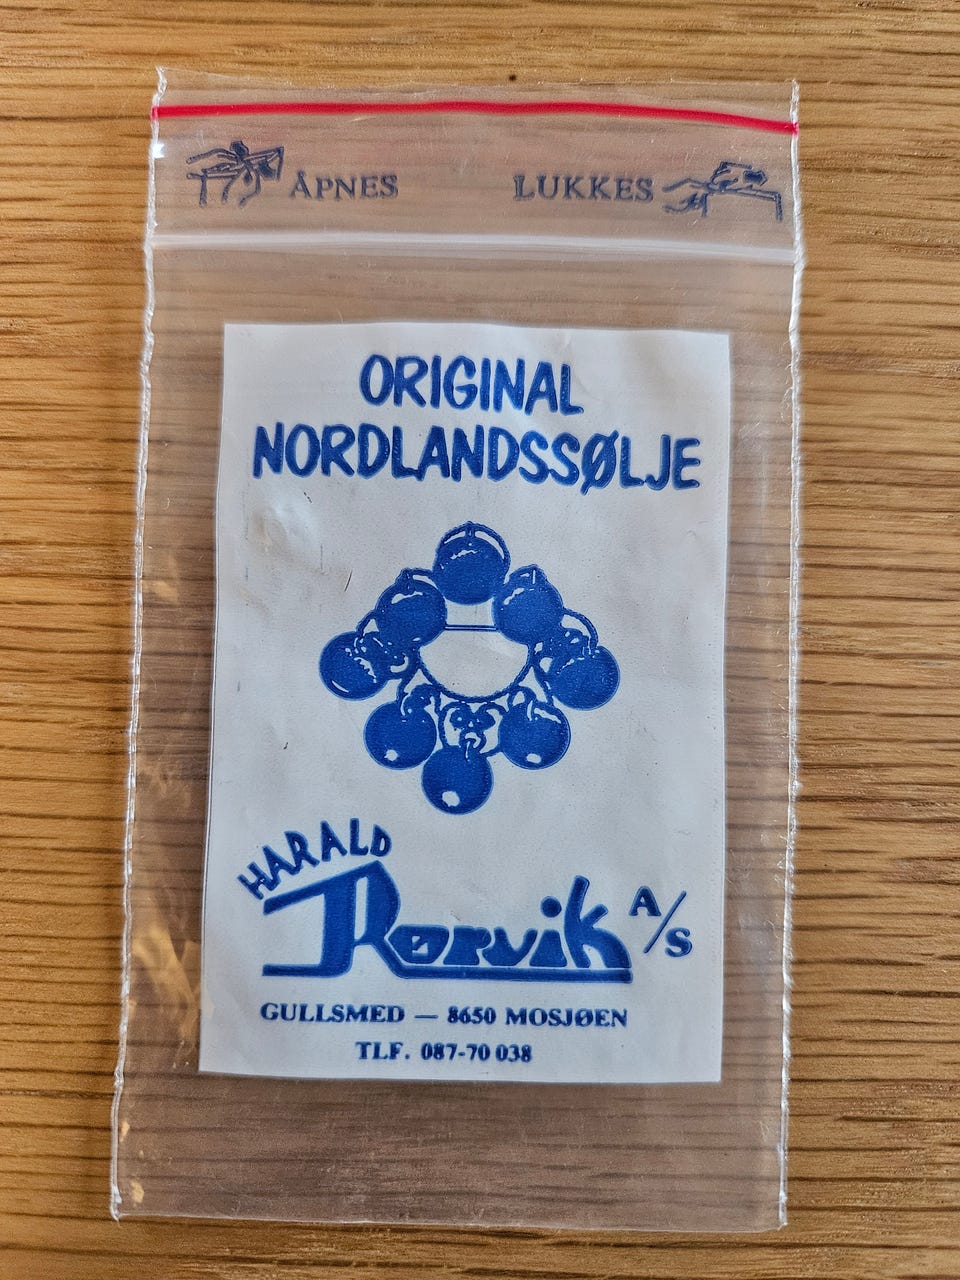 ÅPNES LUKKES
ORIGINAL
NORDLANDSSØLJE
HARALD
Rørvik A/S
GULLSMED — 8650 MOSJØEN
TLF. 087-70 038